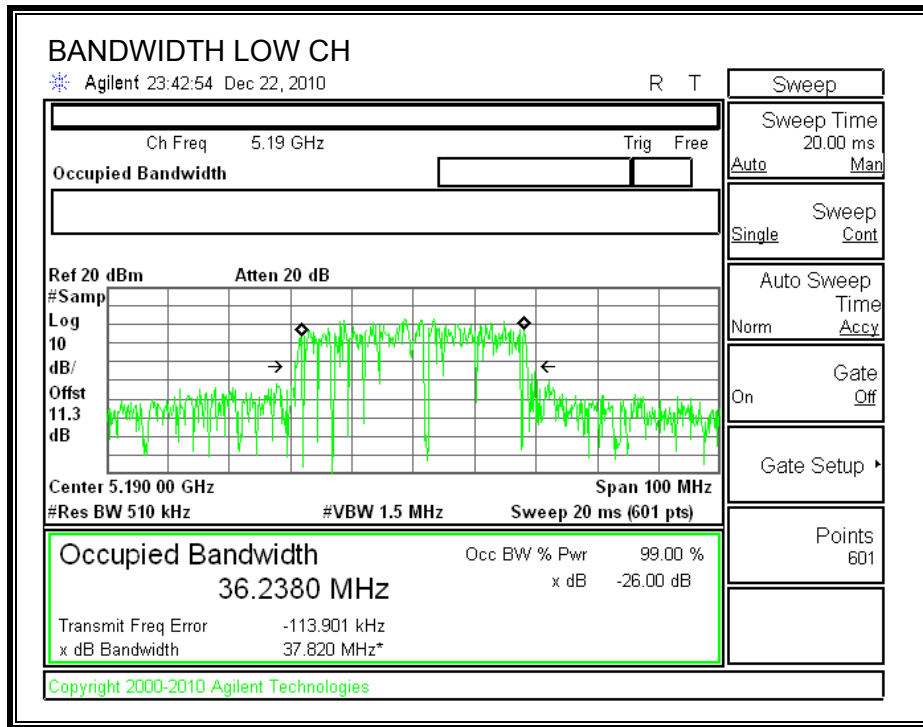 BANDWIDTH LOW CH
Agilent 23:42:54 Dec 22, 2010 R T
Ch Freq 5.19 GHz Trig Free
Occupied Bandwidth
Ref 20 dBm Atten 20 dB
#Samp
Log
10
dB/
Offst
11.3
dB
Center 5.190 00 GHz Span 100 MHz
#Res BW 510 kHz #VBW 1.5 MHz Sweep 20 ms (601 pts)
Occupied Bandwidth Occ BW % Pwr 99.00 %
36.2380 MHz x dB -26.00 dB
Transmit Freq Error -113.901 kHz
x dB Bandwidth 37.820 MHz*
Copyright 2000-2010 Agilent Technologies
Sweep
Sweep Time
20.00 ms
Auto Man
Sweep
Single Cont
Auto Sweep
Time
Norm Accy
Gate
On Off
Gate Setup
Points
601